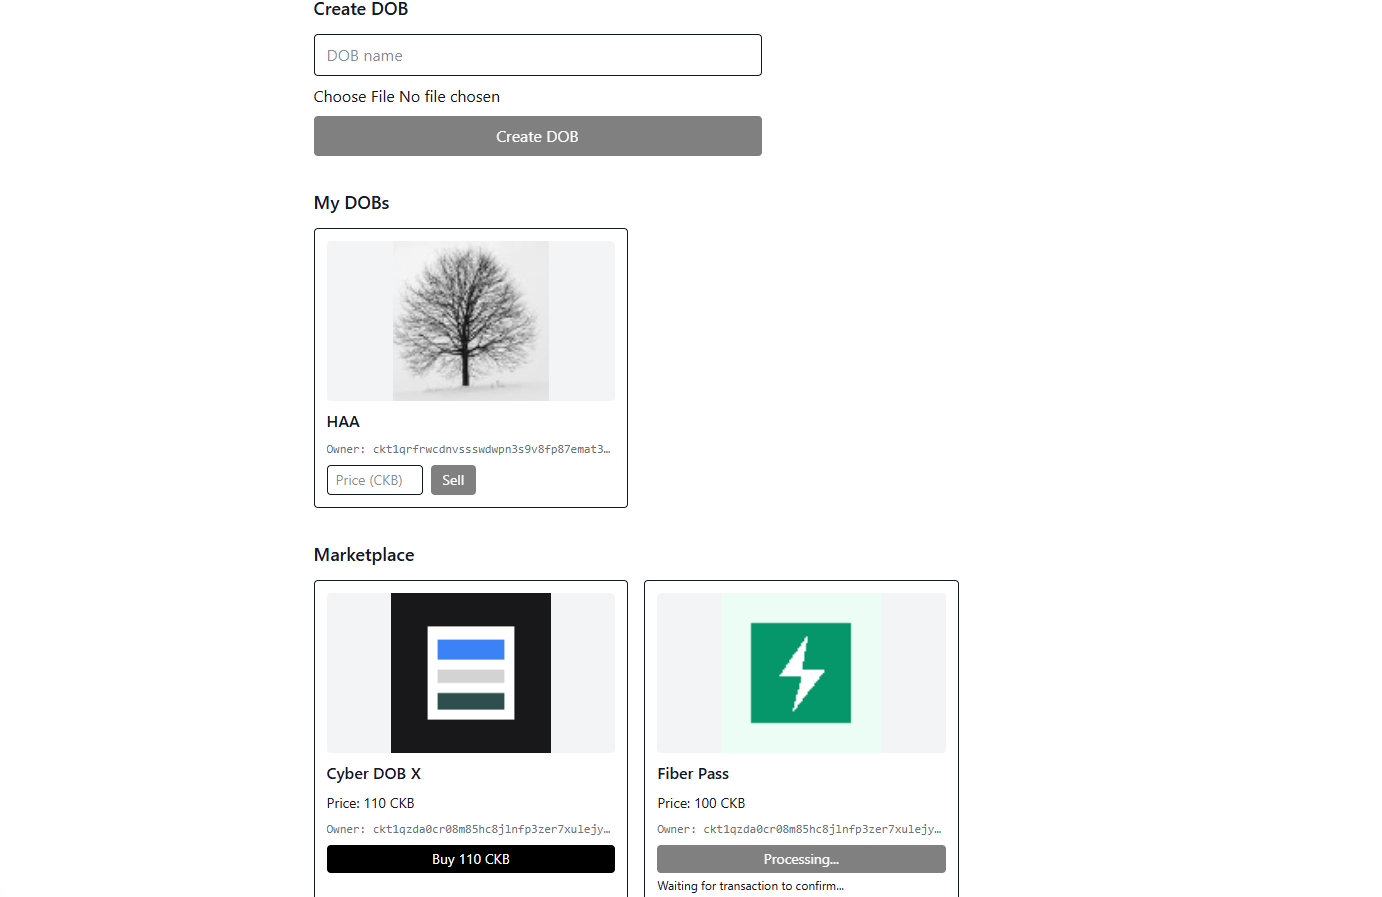 Create DOB
DOB name
Choose File No file chosen
Create DOB
My DOBs
HAA
Owner: ckt1qrfrwcdnvssswdwpn3s9v8fp87emat3…
Price (CKB)
Sell
Marketplace
Cyber DOB X
Price: 110 CKB
Owner: ckt1qzda0cr08m85hc8jlnfp3zer7xulejy…
Buy 110 CKB
Fiber Pass
Price: 100 CKB
Owner: ckt1qzda0cr08m85hc8jlnfp3zer7xulejy…
Processing...
Waiting for transaction to confirm...